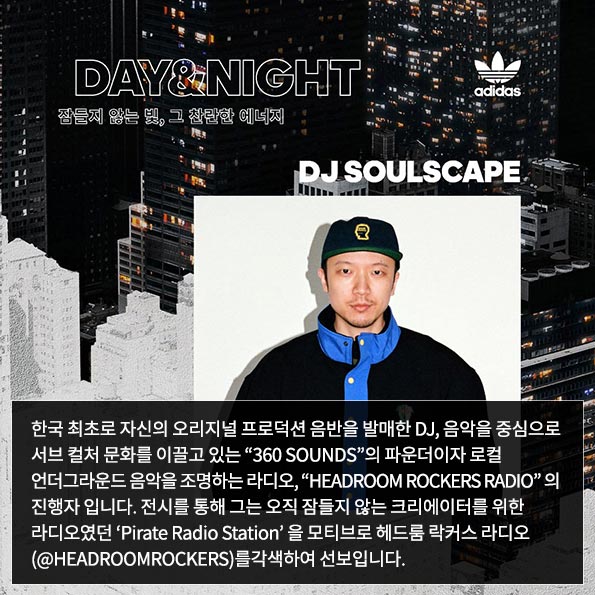 DAY&NIGHT
잠들지 않는 빛, 그 찬란한 에너지
adidas
DJ SOULSCAPE
한국 최초로 자신의 오리지널 프로덕션 음반을 발매한 DJ, 음악을 중심으로
서브 컬처 문화를 이끌고 있는 “360 SOUNDS”의 파운더이자 로컬
언더그라운드 음악을 조명하는 라디오, “HEADROOM ROCKERS RADIO” 의
진행자 입니다. 전시를 통해 그는 오직 잠들지 않는 크리에이터를 위한
라디오였던 ‘Pirate Radio Station’ 을 모티브로 헤드룸 락커스 라디오
(@HEADROOMROCKERS)를각색하여 선보입니다.